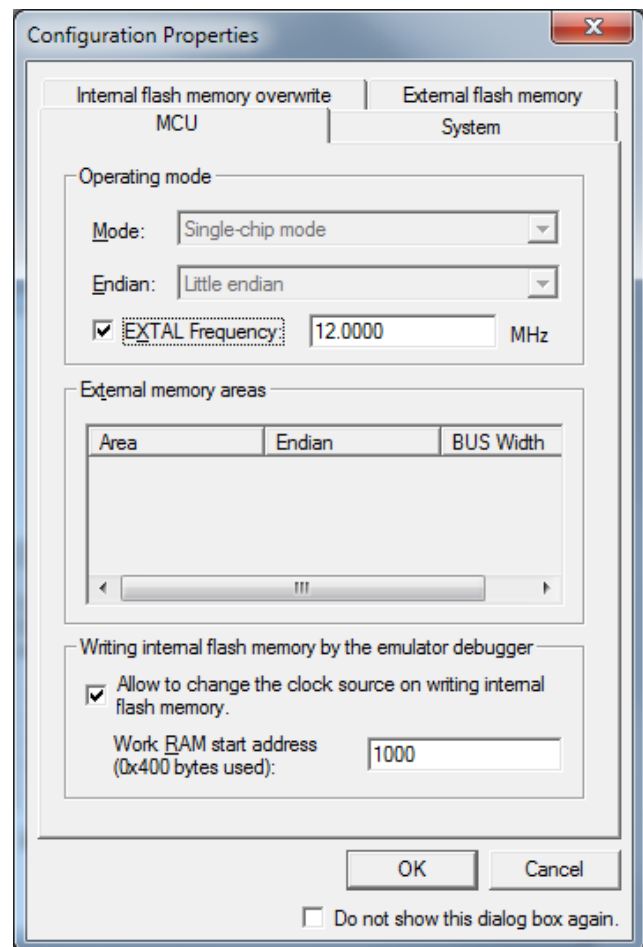 Configuration Properties
Internal flash memory overwrite
External flash memory
MCU
System
Operating mode
Mode:
Single-chip mode
Endian:
Little endian
EXTAL Frequency:
12.0000
MHz
External memory areas
Area
Endian
BUS Width
Writing internal flash memory by the emulator debugger
Allow to change the clock source on writing internal
flash memory.
Work RAM start address
(0x400 bytes used):
1000
OK
Cancel
Do not show this dialog box again.